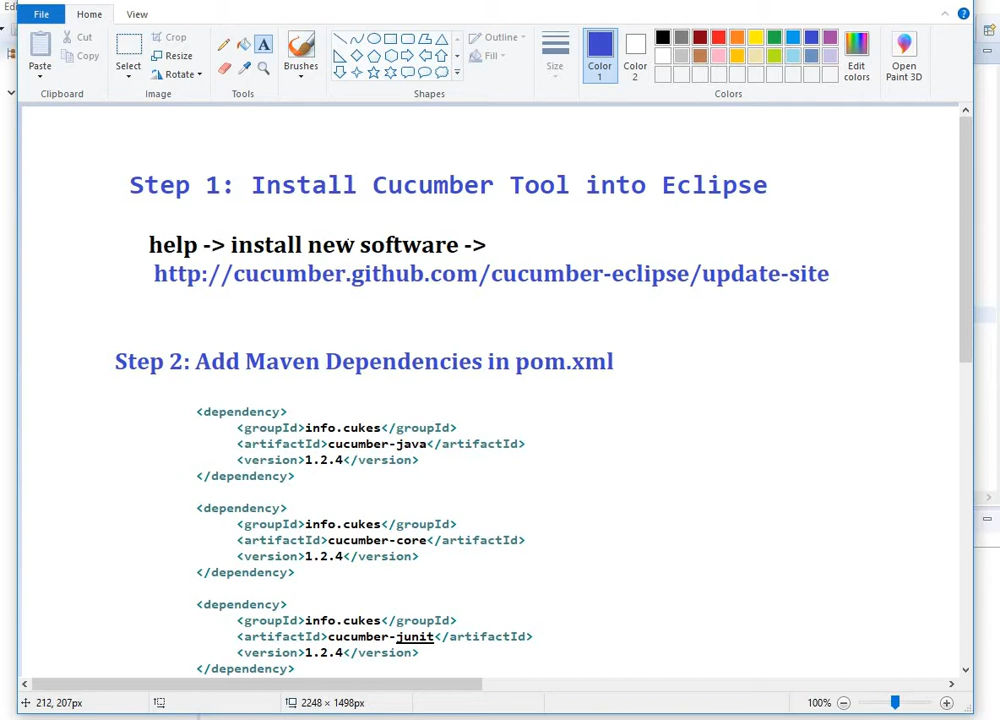 Edi
File
Home
View
Paste
Cut
Copy
Clipboard
Select
Crop
Resize
Rotate
Image
A
Tools
Brushes
Shapes
Outline
Fill
Size
Color 1
Color 2
Edit colors
Colors
Open Paint 3D
Step 1: Install Cucumber Tool into Eclipse
help -> install new software ->
http://cucumber.github.com/cucumber-eclipse/update-site
Step 2: Add Maven Dependencies in pom.xml
<dependency>
<groupId>info.cukes</groupId>
<artifactId>cucumber-java</artifactId>
<version>1.2.4</version>
</dependency>
<dependency>
<groupId>info.cukes</groupId>
<artifactId>cucumber-core</artifactId>
<version>1.2.4</version>
</dependency>
<dependency>
<groupId>info.cukes</groupId>
<artifactId>cucumber-junit</artifactId>
<version>1.2.4</version>
</dependency>
212, 207px
2248 × 1498px
100%